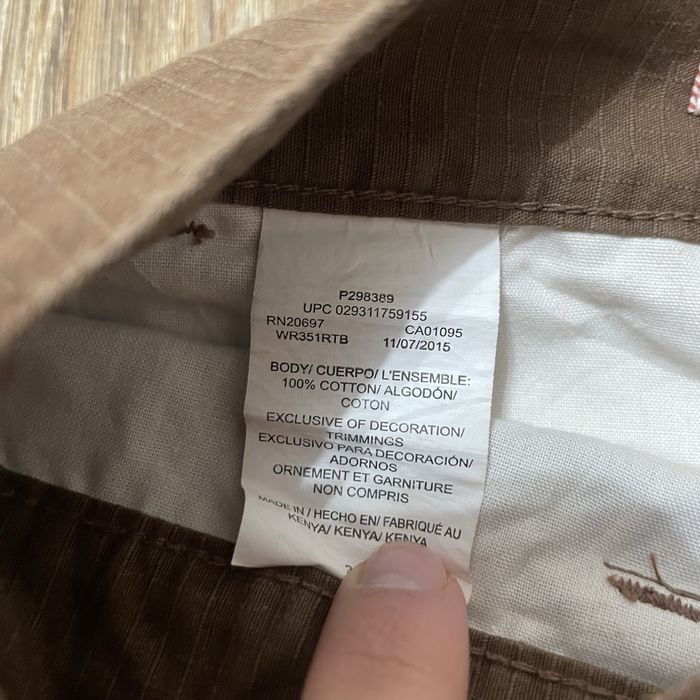 P298389
UPC 029311759155
RN20697 CA01095
WR351RTB 11/07/2015
BODY/ CUERPO/ L'ENSEMBLE:
100% COTTON/ ALGODÓN/
COTON
EXCLUSIVE OF DECORATION/
TRIMMINGS
EXCLUSIVO PARA DECORACIÓN/
ADORNOS
ORNEMENT ET GARNITURE
NON COMPRIS
MADE IN / HECHO EN/ FABRIQUÉ AU
KENYA/ KENYA/ KENYA